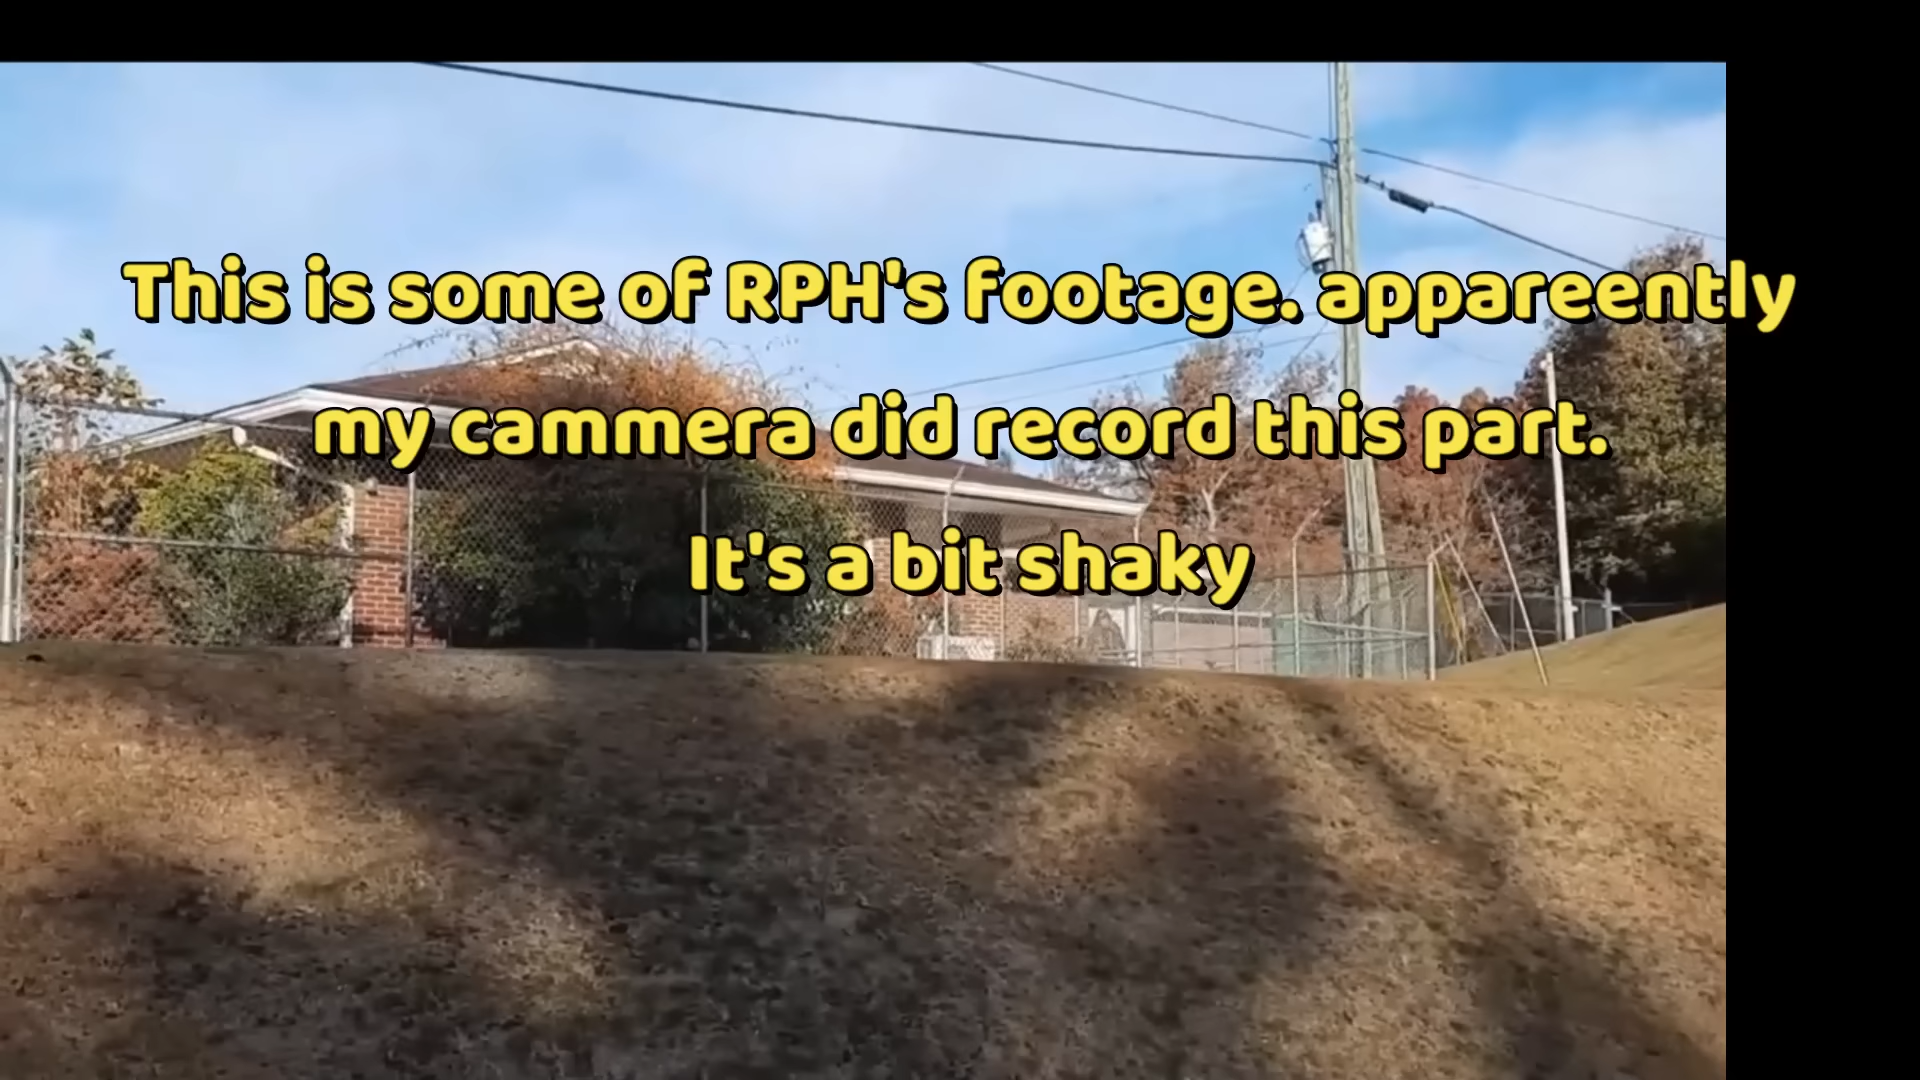 This is some of RPH's footage. appareently
my cammera did record this part.
It's a bit shaky